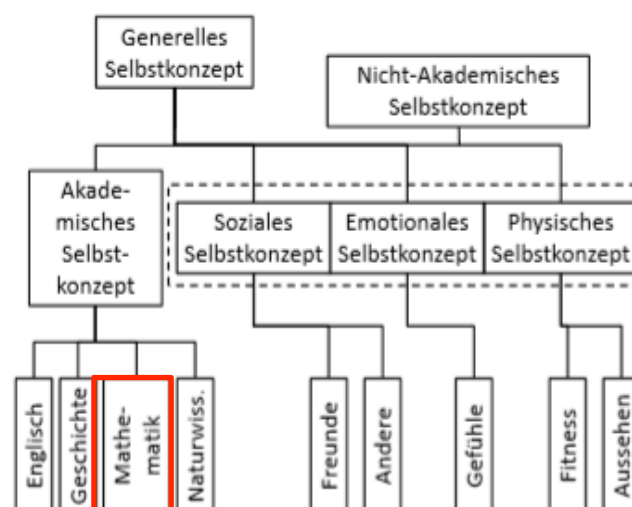 Generelles
Selbstkonzept
Nicht-Akademisches
Selbstkonzept
Akade-
misches
Selbst-
konzept
Soziales
Selbstkonzept
Emotionales
Selbstkonzept
Physisches
Selbstkonzept
Englisch
Geschichte
Mathe-
matik
Naturwiss.
Freunde
Andere
Gefühle
Fitness
Aussehen